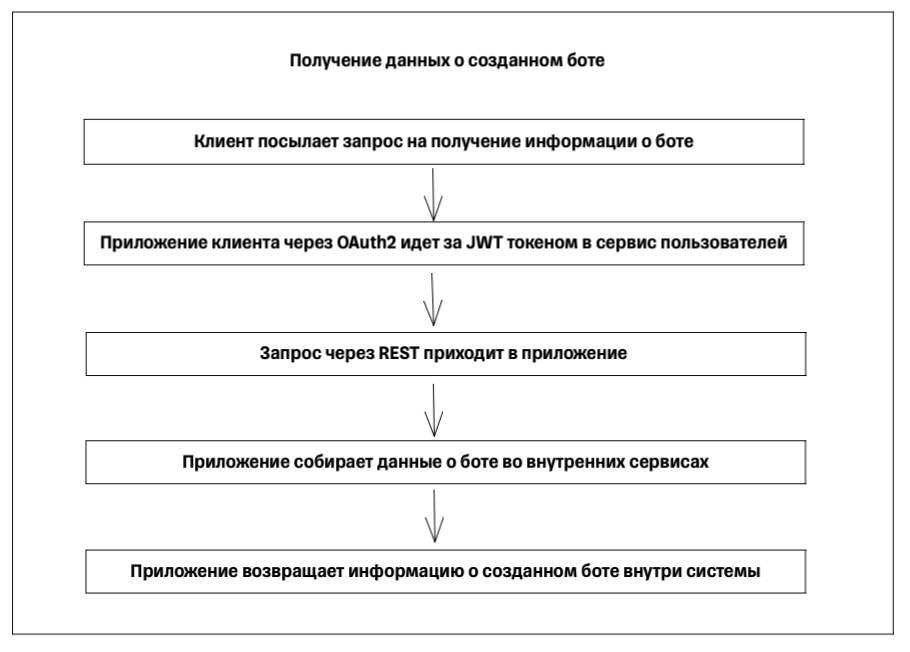 Получение данных о созданном боте
Клиент посылает запрос на получение информации о боте
Приложение клиента через OAuth2 идет за JWT токеном в сервис пользователей
Запрос через REST приходит в приложение
Приложение собирает данные о боте во внутренних сервисах
Приложение возвращает информацию о созданном боте внутри системы